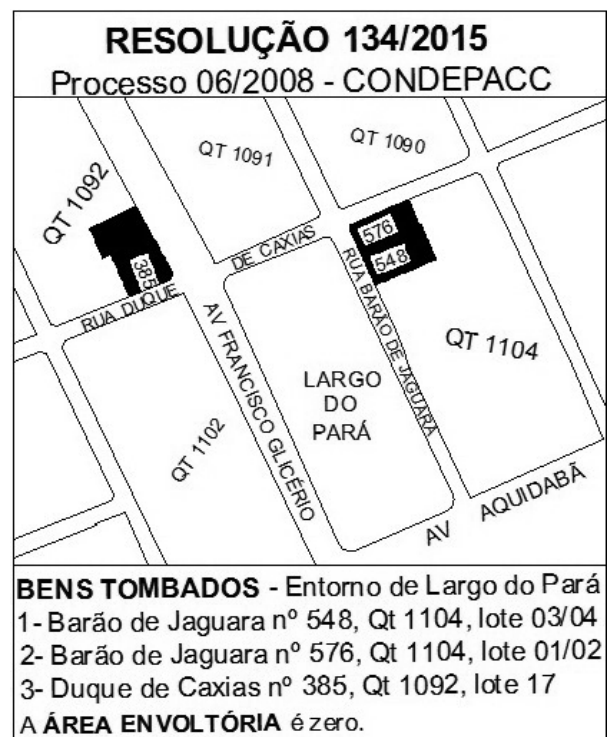 RESOLUÇÃO 134/2015
Processo 06/2008 - CONDEPACC
QT 1092
QT 1091
QT 1090
576
548
385
RUA DUQUE
DE CAXIAS
RUA BARÃO DE JAGUARA
QT 1104
AV FRANCISCO GLICÉRIO
LARGO
DO
PARÁ
QT 1102
AV AQUIDABÃ
BENS TOMBADOS - Entorno de Largo do Pará
1- Barão de Jaguara nº 548, Qt 1104, lote 03/04
2- Barão de Jaguara nº 576, Qt 1104, lote 01/02
3- Duque de Caxias nº 385, Qt 1092, lote 17
A ÁREA ENVOLTÓRIA é zero.